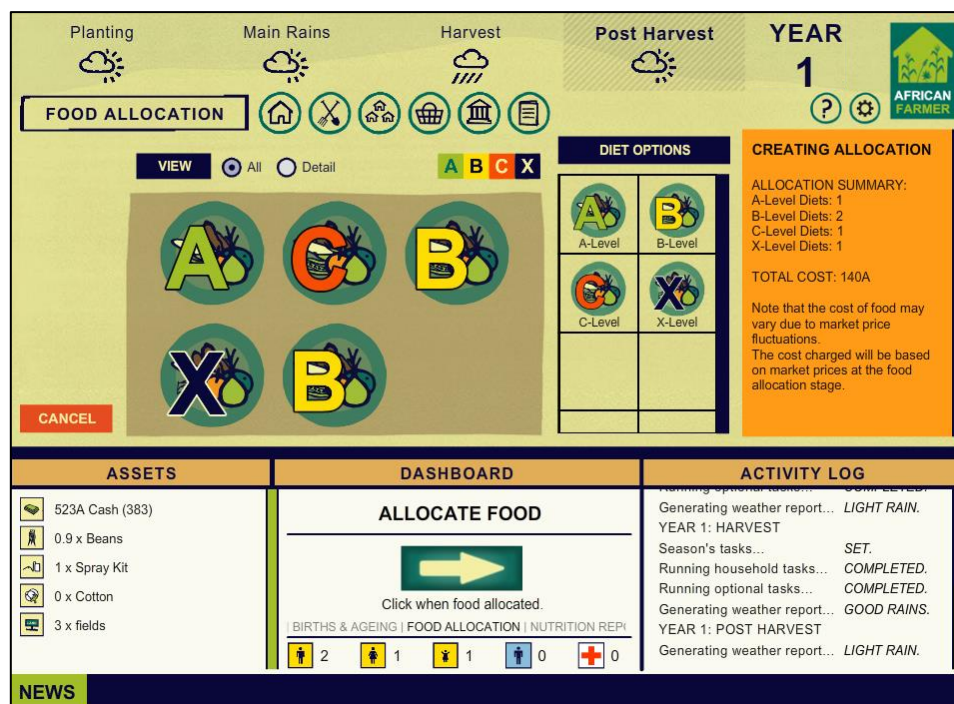 Planting
Main Rains
Harvest
Post Harvest
YEAR
1
AFRICAN
FARMER
FOOD ALLOCATION
?
VIEW
All
Detail
A B C X
A C B
X B
CANCEL
DIET OPTIONS
A B
A-Level B-Level
C X
C-Level X-Level
CREATING ALLOCATION
ALLOCATION SUMMARY:
A-Level Diets: 1
B-Level Diets: 2
C-Level Diets: 1
X-Level Diets: 1
TOTAL COST: 140A
Note that the cost of food may
vary due to market price
fluctuations.
The cost charged will be based
on market prices at the food
allocation stage.
ASSETS
523A Cash (383)
0.9 x Beans
1 x Spray Kit
0 x Cotton
3 x fields
DASHBOARD
ALLOCATE FOOD
Click when food allocated.
| BIRTHS & AGEING | FOOD ALLOCATION | NUTRITION
2 1 1 0 0
ACTIVITY LOG
Running optional tasks... COMPLETED.
Generating weather report... LIGHT RAIN.
YEAR 1: HARVEST
Season's tasks... SET.
Running household tasks... COMPLETED.
Running optional tasks... COMPLETED.
Generating weather report... GOOD RAINS.
YEAR 1: POST HARVEST
Generating weather report... LIGHT RAIN.
NEWS